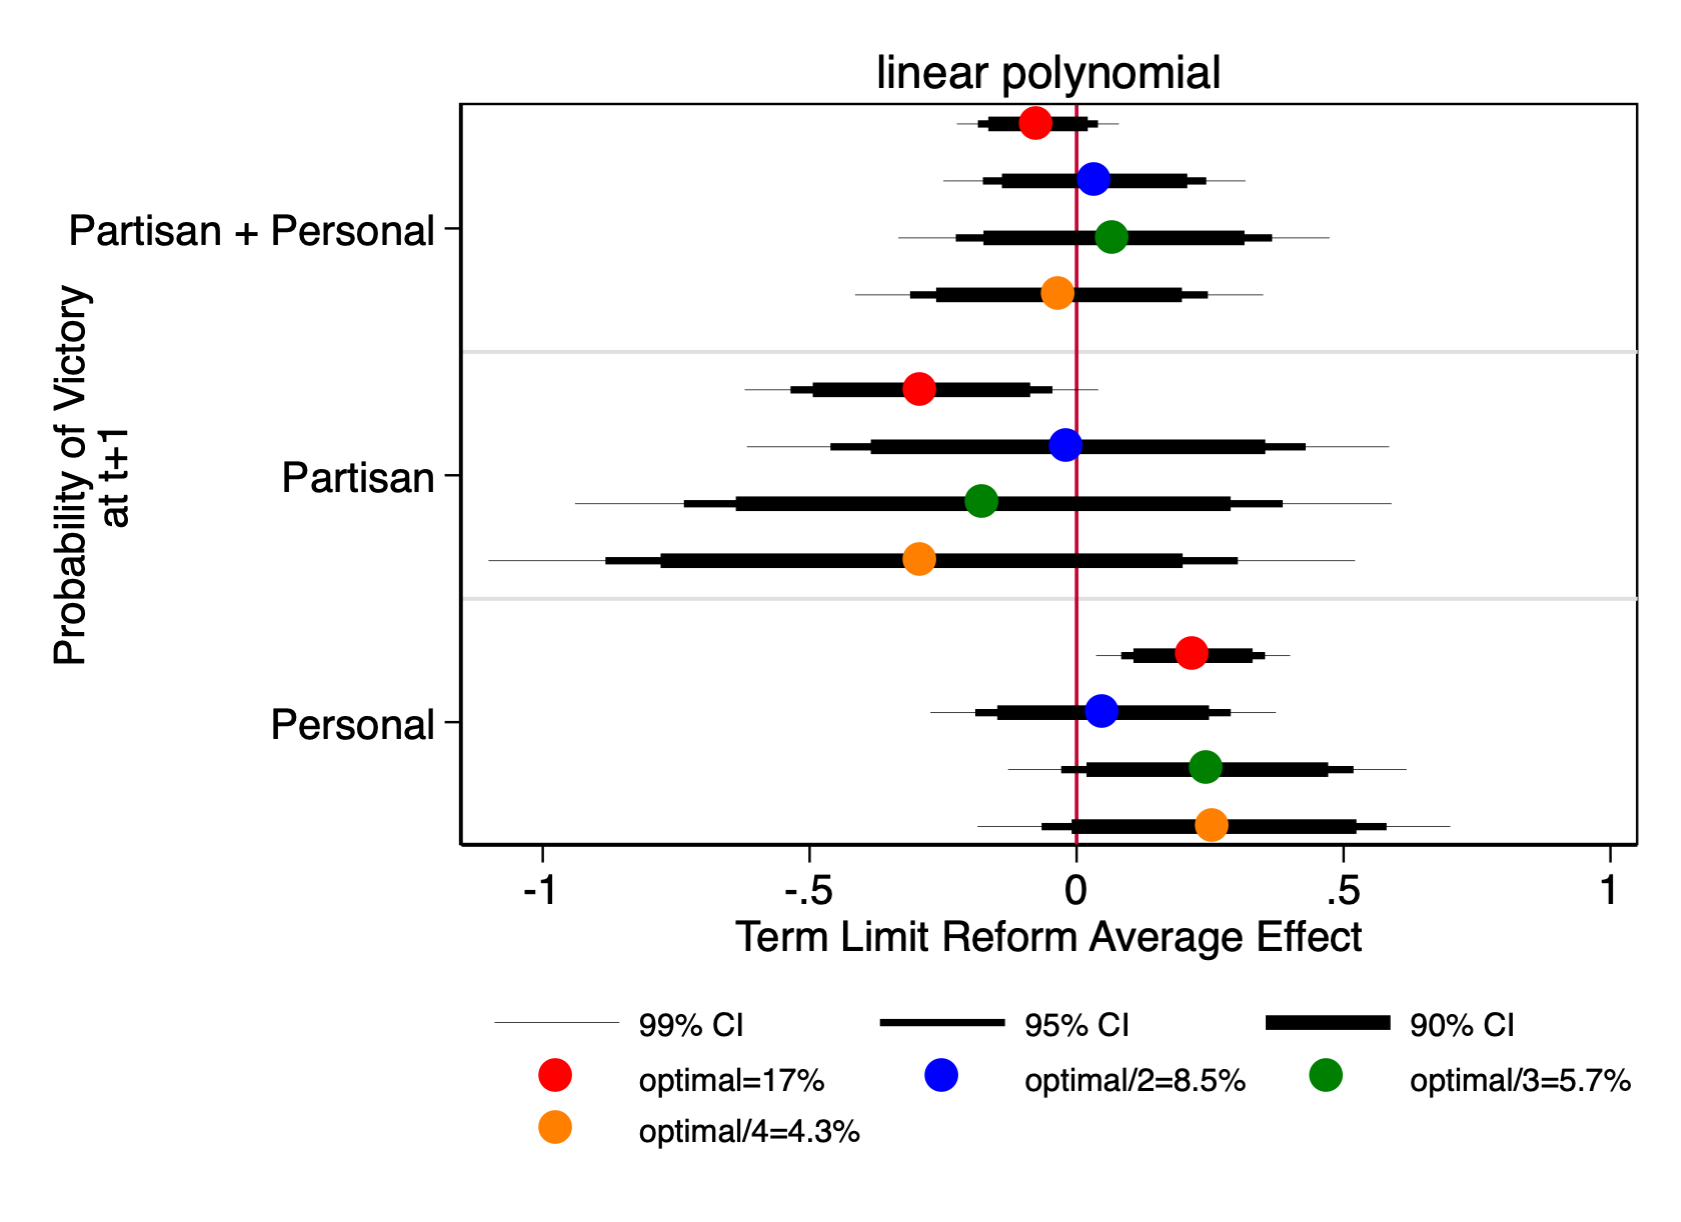 linear polynomial
Partisan + Personal
Partisan
Personal
Probability of Victory
at t+1
-1
-.5
0
.5
1
Term Limit Reform Average Effect
99% CI
95% CI
90% CI
optimal=17%
optimal/2=8.5%
optimal/3=5.7%
optimal/4=4.3%